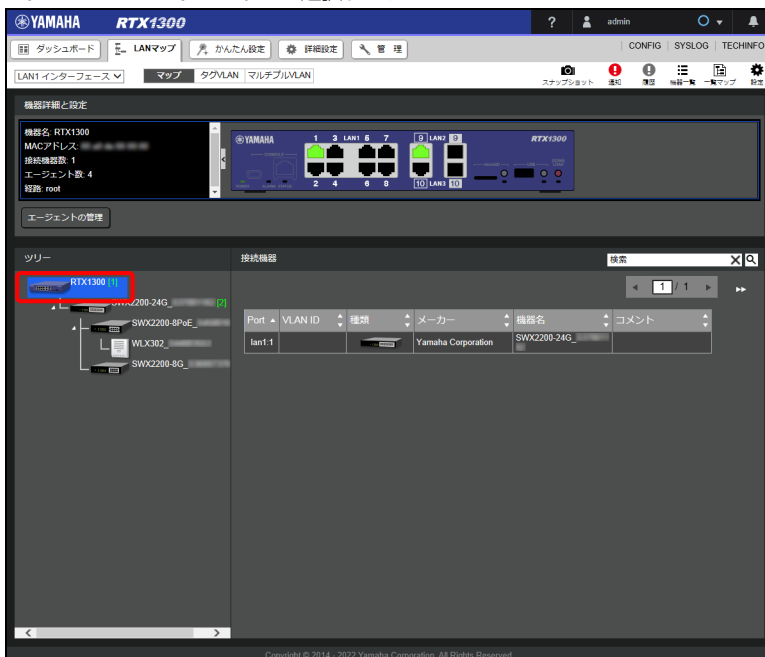 YAMAHA RTX1300 ? admin
ダッシュボード LANマップ かんたん設定 詳細設定 管 理 CONFIG SYSLOG TECHINFO
LAN1 インターフェース マップ タグVLAN マルチプルVLAN スナップショット 通知 履歴 機器一覧 一覧マップ 設定
機器詳細と設定
機器名: RTX1300
MACアドレス:
接続機器数: 1
エージェント数: 4
経路: root
YAMAHA 1 3 LAN1 5 7 9 LAN2 9 RTX1300
2 4 6 8 10 LAN3 10
エージェントの管理
ツリー
RTX1300 [1]
SWX2200-24G_ [2]
SWX2200-8PoE_
WLX302_
SWX2200-8G_
接続機器 検索
1 / 1
Port VLAN ID 種類 メーカー 機器名 コメント
lan1:1 Yamaha Corporation SWX2200-24G_
Copyright © 2014 - 2022 Yamaha Corporation. All Rights Reserved.